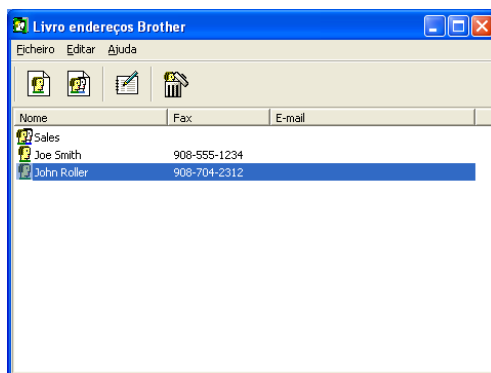 Livro endereços Brother
Ficheiro Editar Ajuda
Nome Fax E-mail
Sales
Joe Smith 908-555-1234
John Roller 908-704-2312